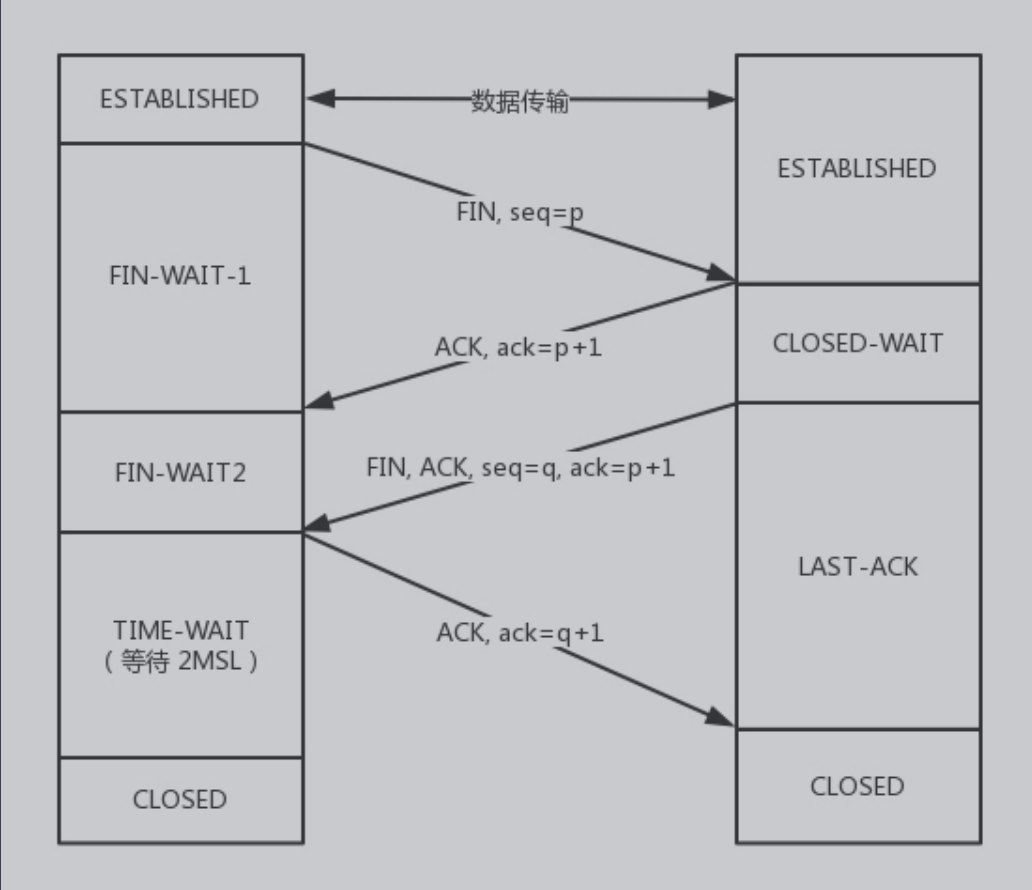 ESTABLISHED
数据传输
ESTABLISHED
FIN, seq=p
FIN-WAIT-1
ACK, ack=p+1
CLOSED-WAIT
FIN-WAIT2
FIN, ACK, seq=q, ack=p+1
LAST-ACK
TIME-WAIT
（等待 2MSL）
ACK, ack=q+1
CLOSED
CLOSED